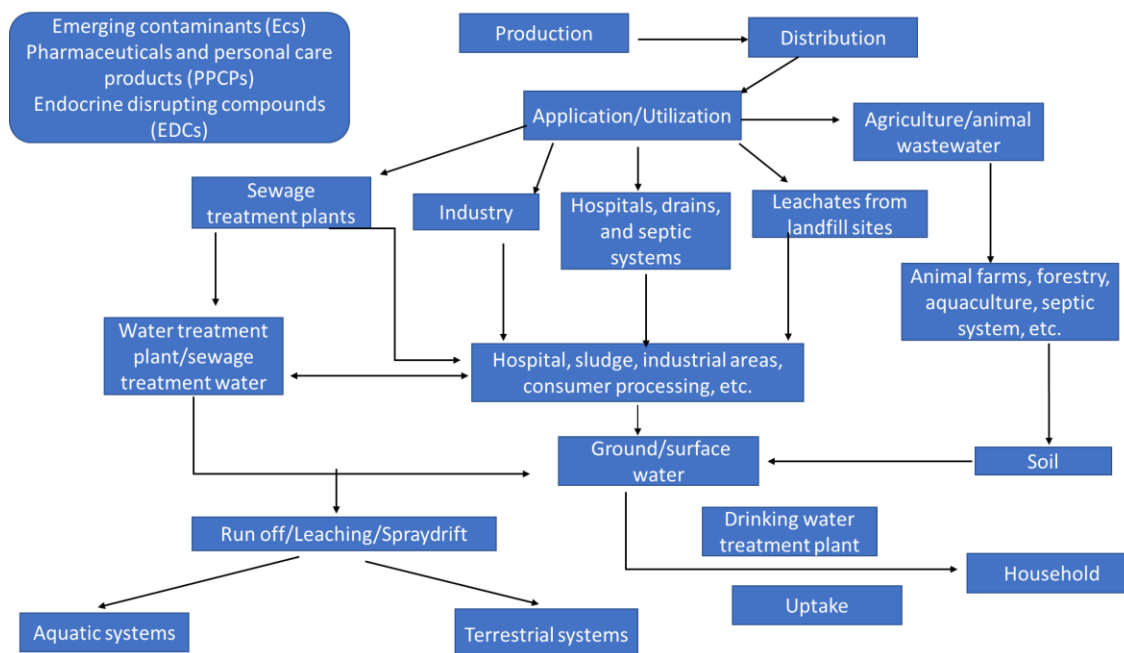 Emerging contaminants (Ecs)
Pharmaceuticals and personal care
products (PPCPs)
Endocrine disrupting compounds
(EDCs)
Production
Distribution
Application/Utilization
Agriculture/animal
wastewater
Sewage
treatment plants
Industry
Hospitals, drains,
and septic
systems
Leachates from
landfill sites
Animal farms, forestry,
aquaculture, septic
system, etc.
Water treatment
plant/sewage
treatment water
Hospital, sludge, industrial areas,
consumer processing, etc.
Ground/surface
water
Soil
Run off/Leaching/Spraydrift
Drinking water
treatment plant
Household
Uptake
Aquatic systems
Terrestrial systems